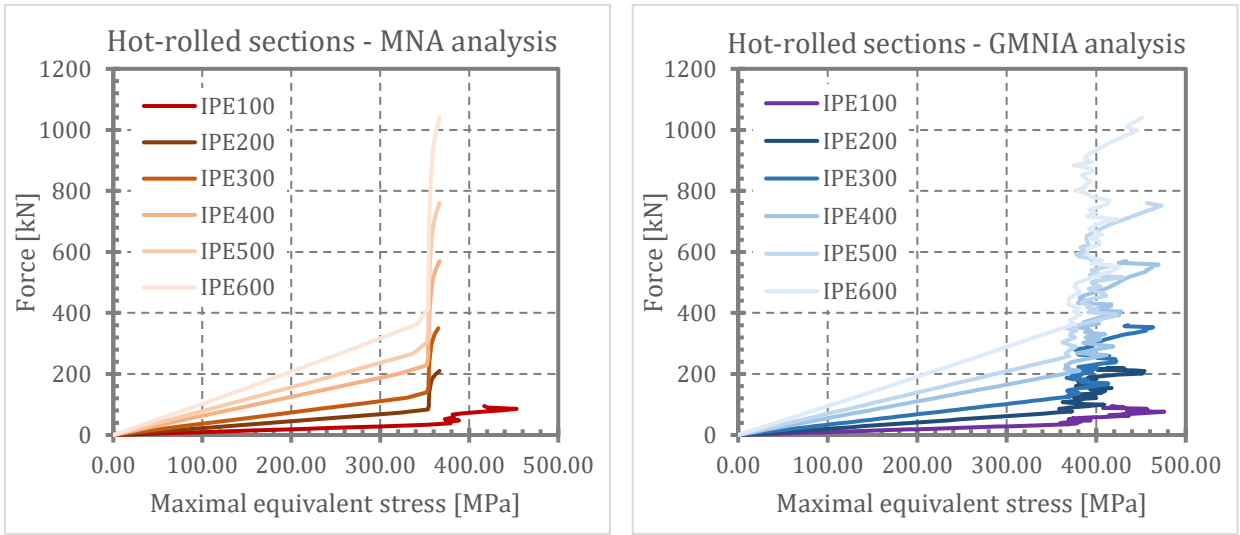 Hot-rolled sections - MNA analysis
1200
1000
800
600
400
200
0
Force [kN]
IPE100
IPE200
IPE300
IPE400
IPE500
IPE600
0.00 100.00 200.00 300.00 400.00 500.00
Maximal equivalent stress [MPa]
Hot-rolled sections - GMNIA analysis
1200
1000
800
600
400
200
0
Force [kN]
IPE100
IPE200
IPE300
IPE400
IPE500
IPE600
0.00 100.00 200.00 300.00 400.00 500.00
Maximal equivalent stress [MPa]